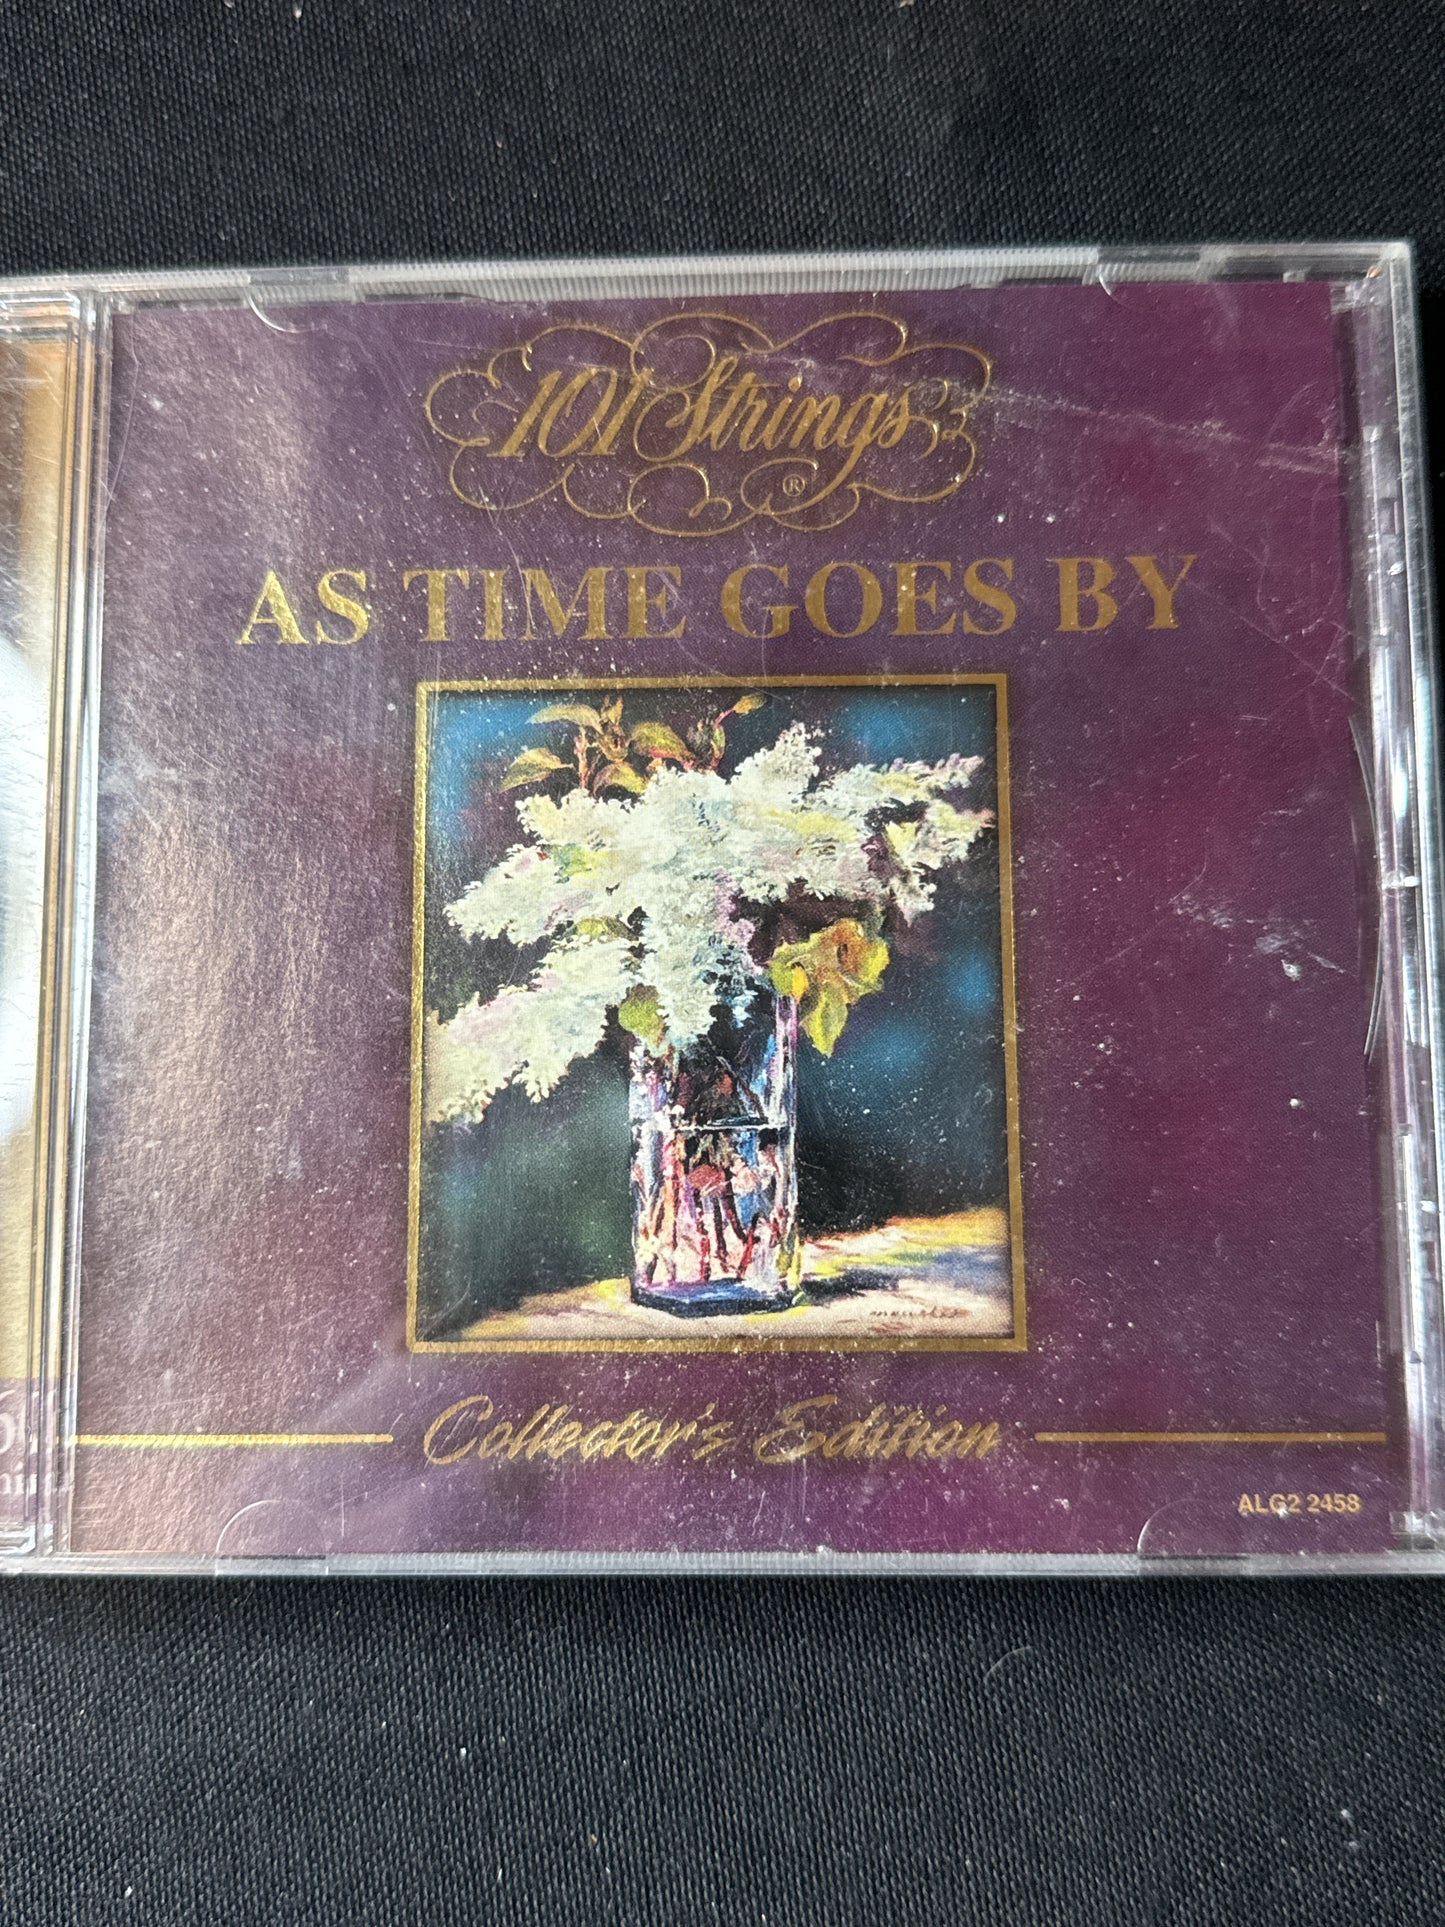 101 Strings ®
AS TIME GOES BY
Collector's Edition
ALG2 2458